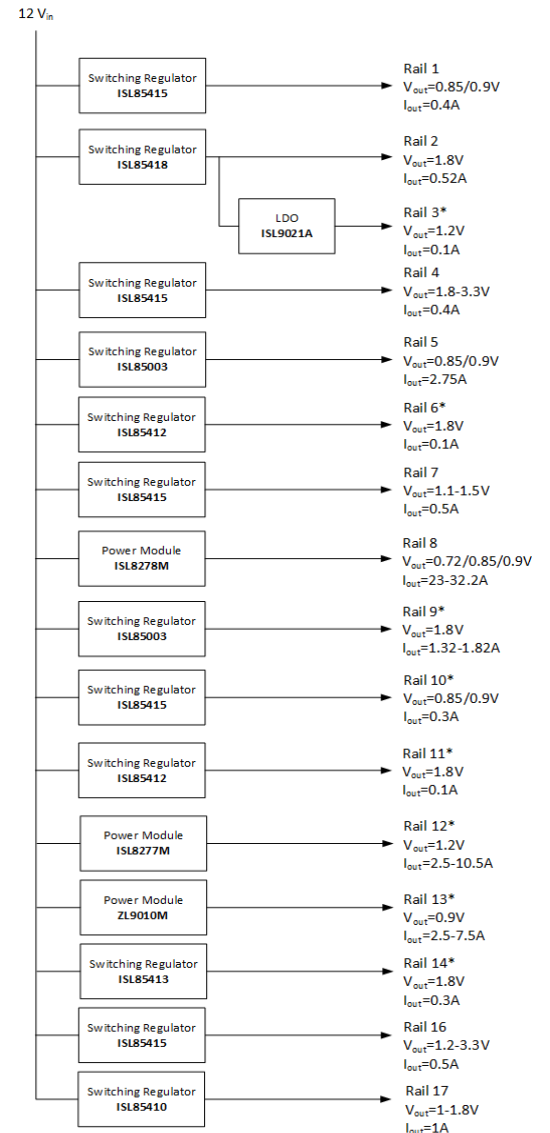 12 Vin
Switching Regulator
ISL85415
Rail 1
Vout=0.85/0.9V
Iout=0.4A
Switching Regulator
ISL85418
Rail 2
Vout=1.8V
Iout=0.52A
LDO
ISL9021A
Rail 3*
Vout=1.2V
Iout=0.1A
Switching Regulator
ISL85415
Rail 4
Vout=1.8-3.3V
Iout=0.4A
Switching Regulator
ISL85003
Rail 5
Vout=0.85/0.9V
Iout=2.75A
Switching Regulator
ISL85412
Rail 6*
Vout=1.8V
Iout=0.1A
Switching Regulator
ISL85415
Rail 7
Vout=1.1-1.5V
Iout=0.5A
Power Module
ISL8278M
Rail 8
Vout=0.72/0.85/0.9V
Iout=23-32.2A
Switching Regulator
ISL85003
Rail 9*
Vout=1.8V
Iout=1.32-1.82A
Switching Regulator
ISL85415
Rail 10*
Vout=0.85/0.9V
Iout=0.3A
Switching Regulator
ISL85412
Rail 11*
Vout=1.8V
Iout=0.1A
Power Module
ISL8277M
Rail 12*
Vout=1.2V
Iout=2.5-10.5A
Power Module
ZL9010M
Rail 13*
Vout=0.9V
Iout=2.5-7.5A
Switching Regulator
ISL85413
Rail 14*
Vout=1.8V
Iout=0.3A
Switching Regulator
ISL85415
Rail 16
Vout=1.2-3.3V
Iout=0.5A
Switching Regulator
ISL85410
Rail 17
Vout=1-1.8V
Iout=1A